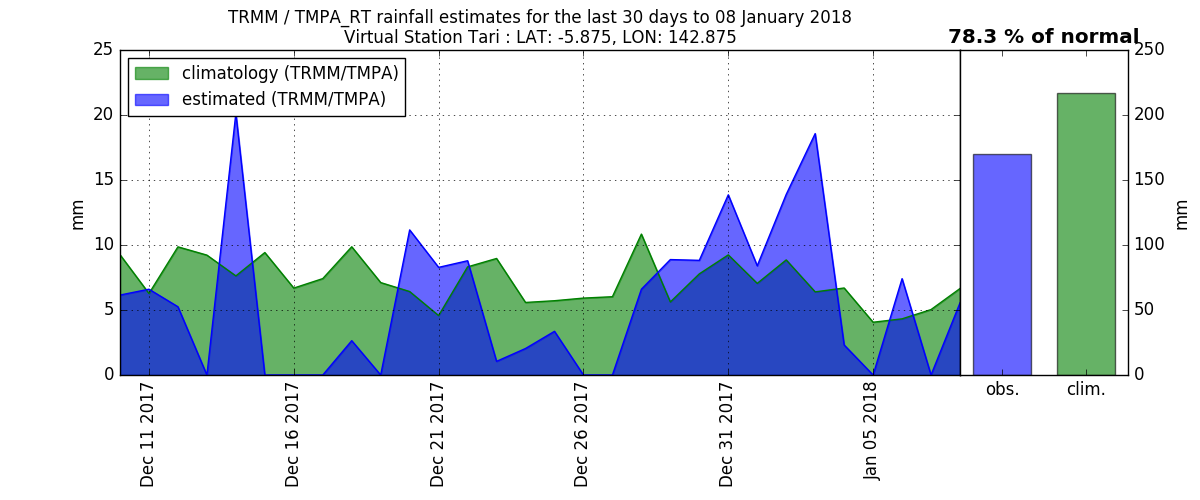 TRMM / TMPA_RT rainfall estimates for the last 30 days to 08 January 2018
Virtual Station Tari : LAT: -5.875, LON: 142.875
78.3 % of normal
climatology (TRMM/TMPA)
estimated (TRMM/TMPA)
25
20
15
10
5
0
mm
Dec 11 2017
Dec 16 2017
Dec 21 2017
Dec 26 2017
Dec 31 2017
Jan 05 2018
250
200
150
100
50
0
mm
obs.
clim.